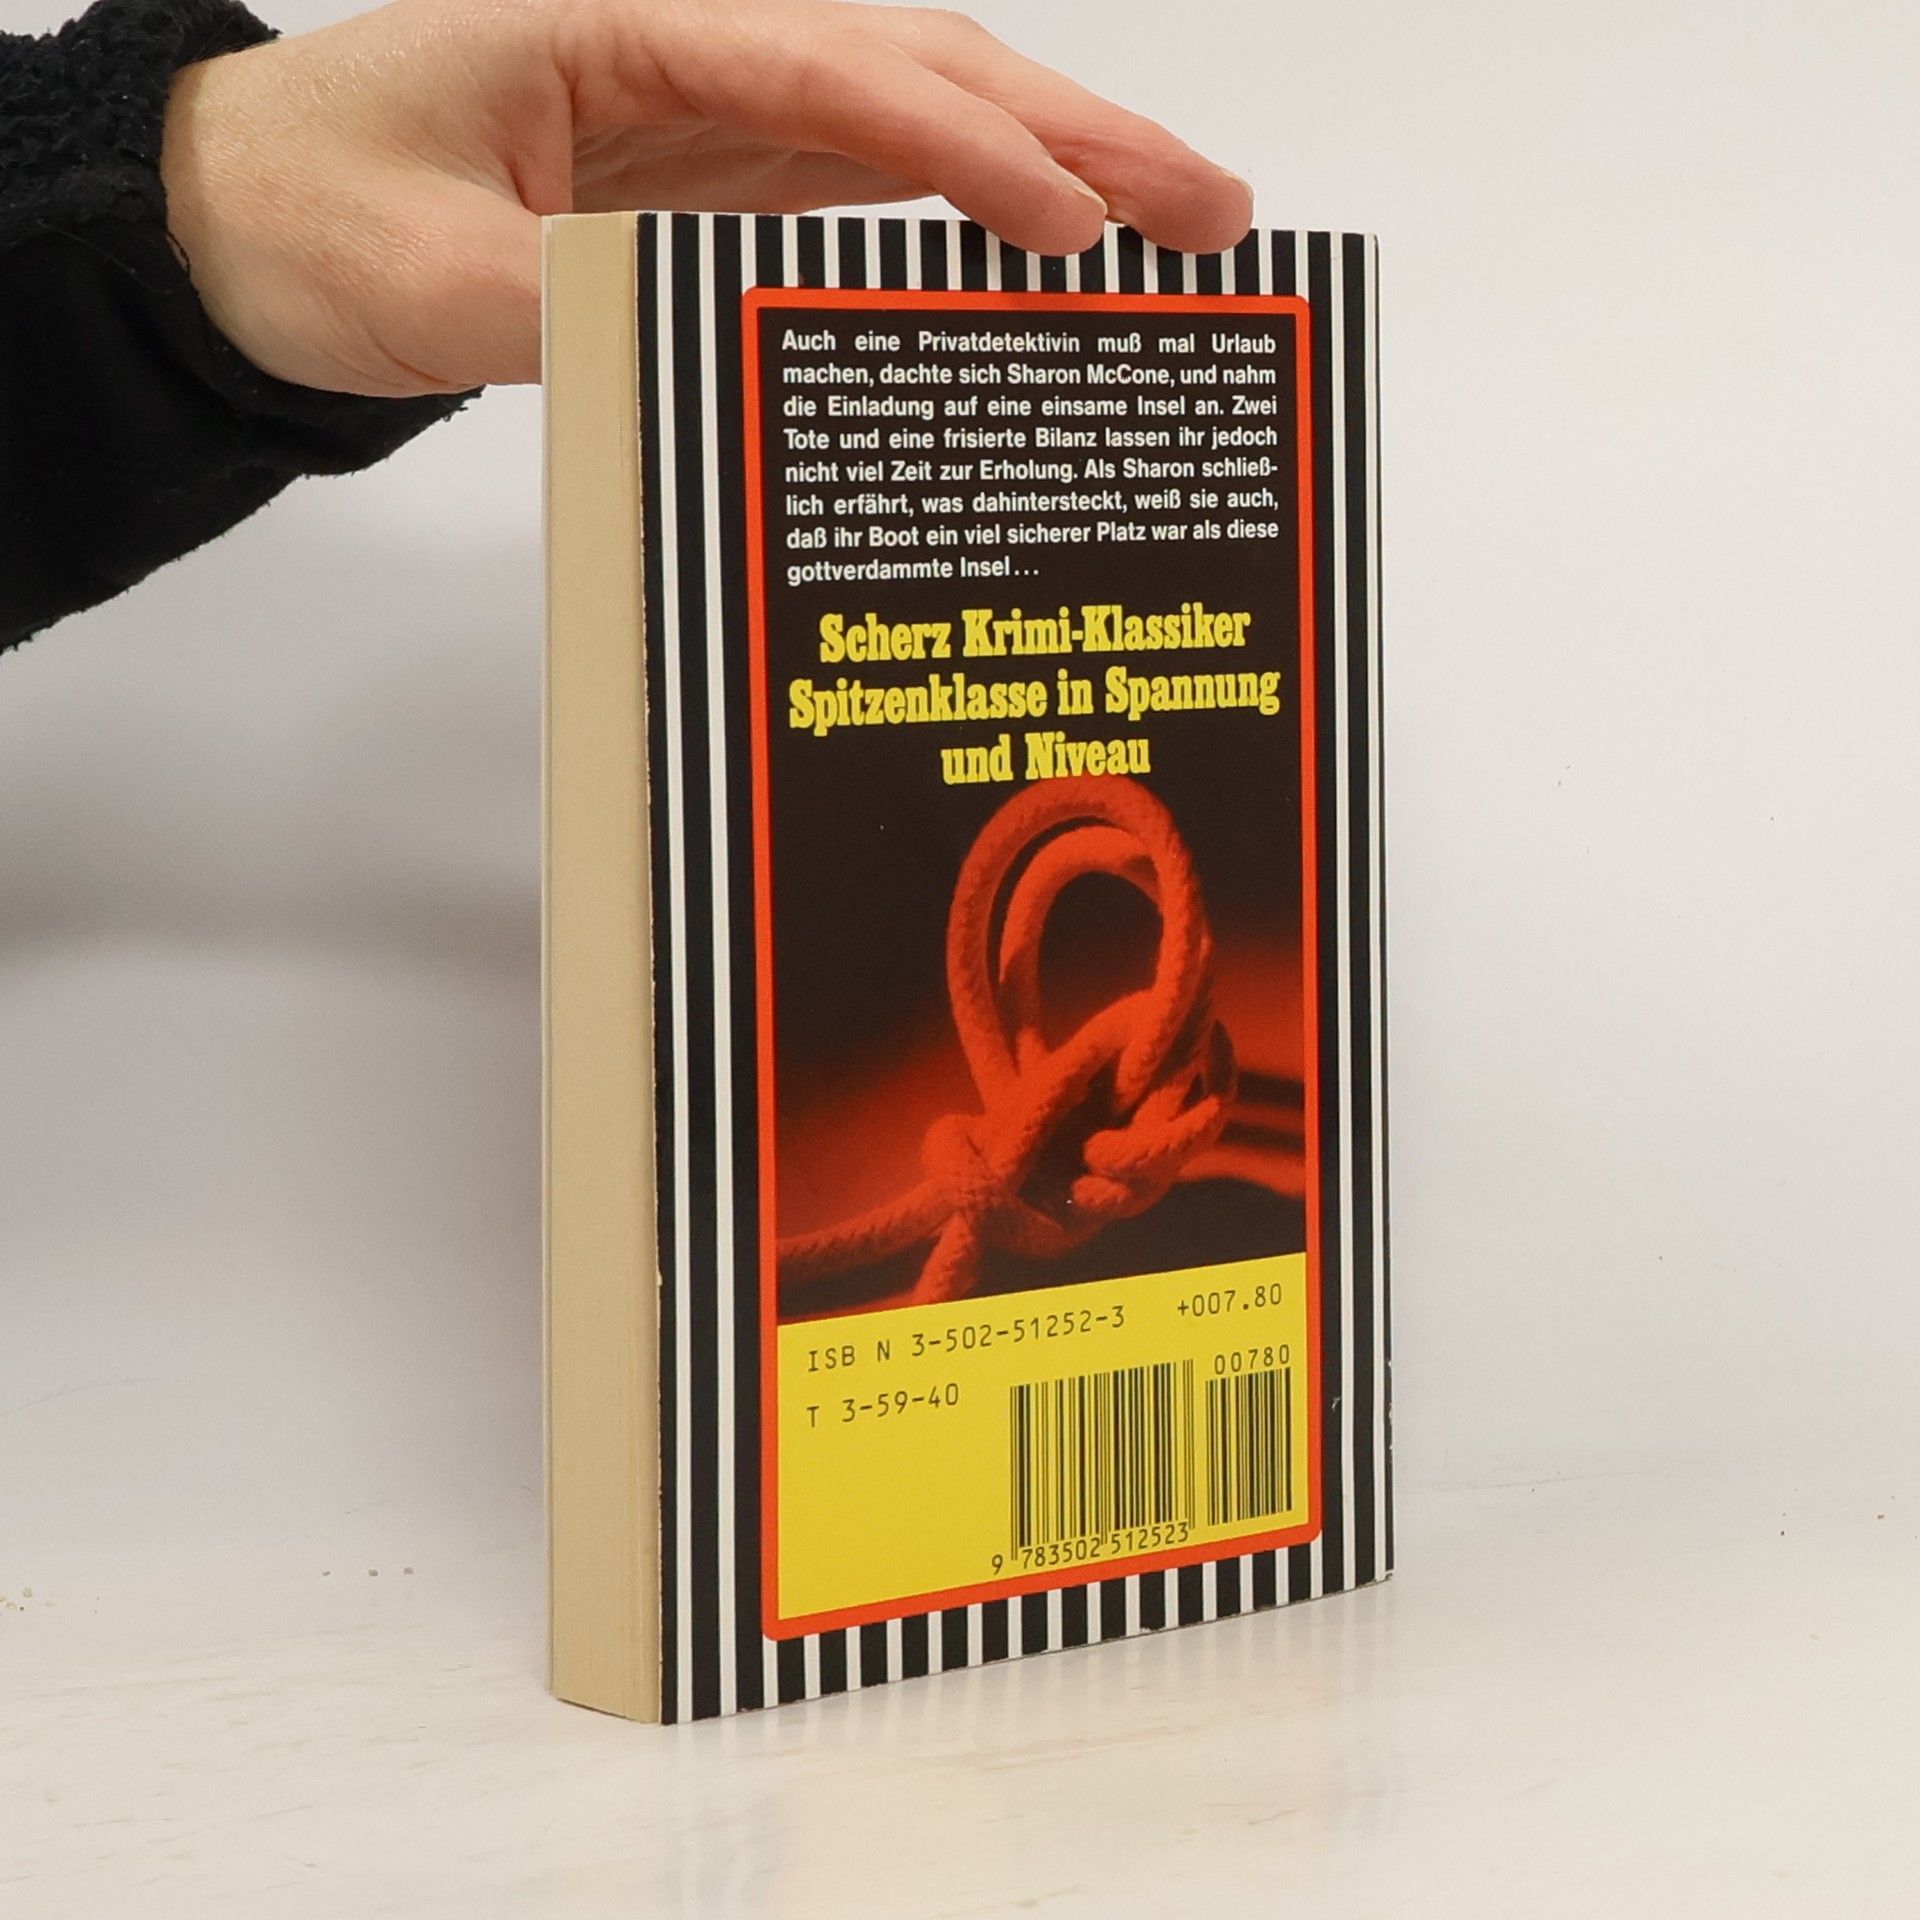 Auch eine Privatdetektivin muß mal Urlaub
machen, dachte sich Sharon McCone, und nahm
die Einladung auf eine einsame Insel an. Zwei
Tote und eine frisierte Bilanz lassen ihr jedoch
nicht viel Zeit zur Erholung. Als Sharon schließ-
lich erfährt, was dahintersteckt, weiß sie auch,
daß ihr Boot ein viel sicherer Platz war als diese
gottverdammte Insel...
Scherz Krimi-Klassiker
Spitzenklasse in Spannung
und Niveau
ISB N 3-502-51252-3 +007.80
T 3-59-40 00780
9 783502 512523